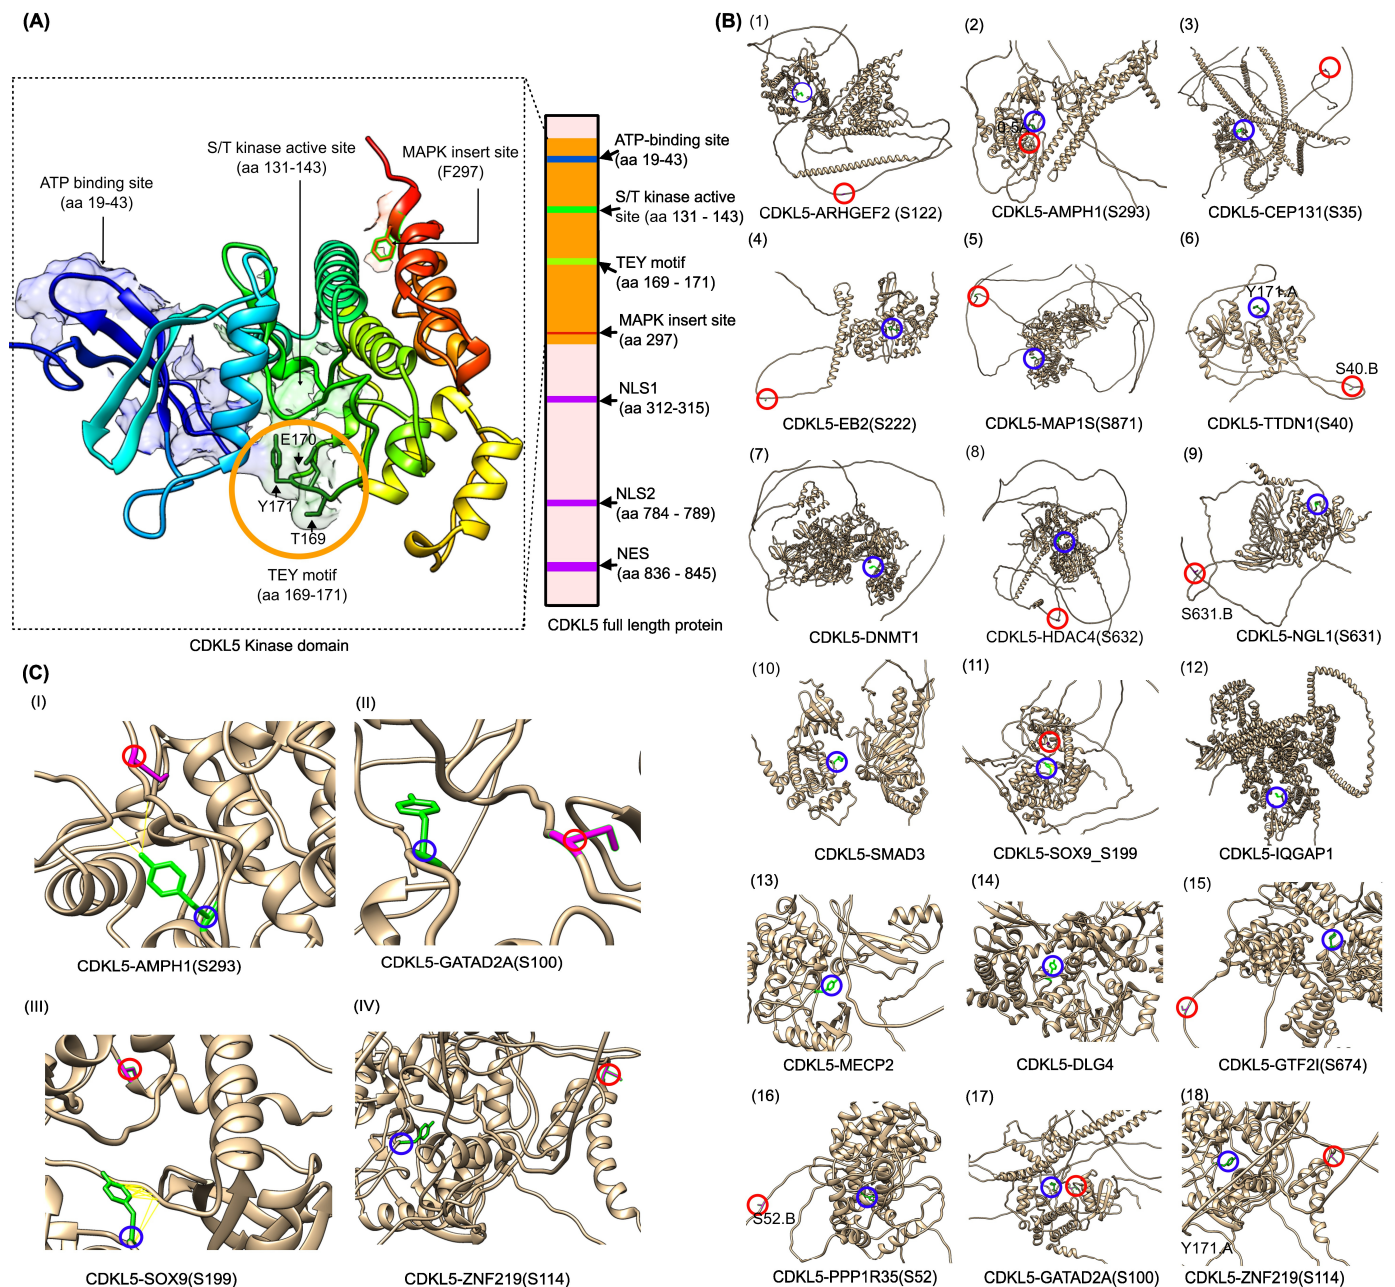 (A)
ATP binding site
(aa 19-43)
S/T kinase active site
(aa 131-143)
MAPK insert site
(F297)
E170
Y171
T169
TEY motif
(aa 169-171)
CDKL5 Kinase domain
ATP-binding site
(aa 19-43)
S/T kinase active
site (aa 131 - 143)
TEY motif
(aa 169 - 171)
MAPK insert site
(aa 297)
NLS1
(aa 312-315)
NLS2
(aa 784 - 789)
NES
(aa 836 - 845)
CDKL5 full length protein
(B)
(1)
CDKL5-ARHGEF2 (S122)
(2)
CDKL5-AMPH1(S293)
(3)
CDKL5-CEP131(S35)
(4)
CDKL5-EB2(S222)
(5)
CDKL5-MAP1S(S871)
(6)
Y171.A
S40.B
CDKL5-TTDN1(S40)
(7)
CDKL5-DNMT1
(8)
CDKL5-HDAC4(S632)
(9)
S631.B
CDKL5-NGL1(S631)
(10)
CDKL5-SMAD3
(11)
CDKL5-SOX9_S199
(12)
CDKL5-IQGAP1
(13)
CDKL5-MECP2
(14)
CDKL5-DLG4
(15)
CDKL5-GTF2I(S674)
(16)
S52.B
CDKL5-PPP1R35(S52)
(17)
CDKL5-GATAD2A(S100)
(18)
Y171.A
CDKL5-ZNF219(S114)
(C)
(I)
CDKL5-AMPH1(S293)
(II)
CDKL5-GATAD2A(S100)
(III)
CDKL5-SOX9(S199)
(IV)
CDKL5-ZNF219(S114)